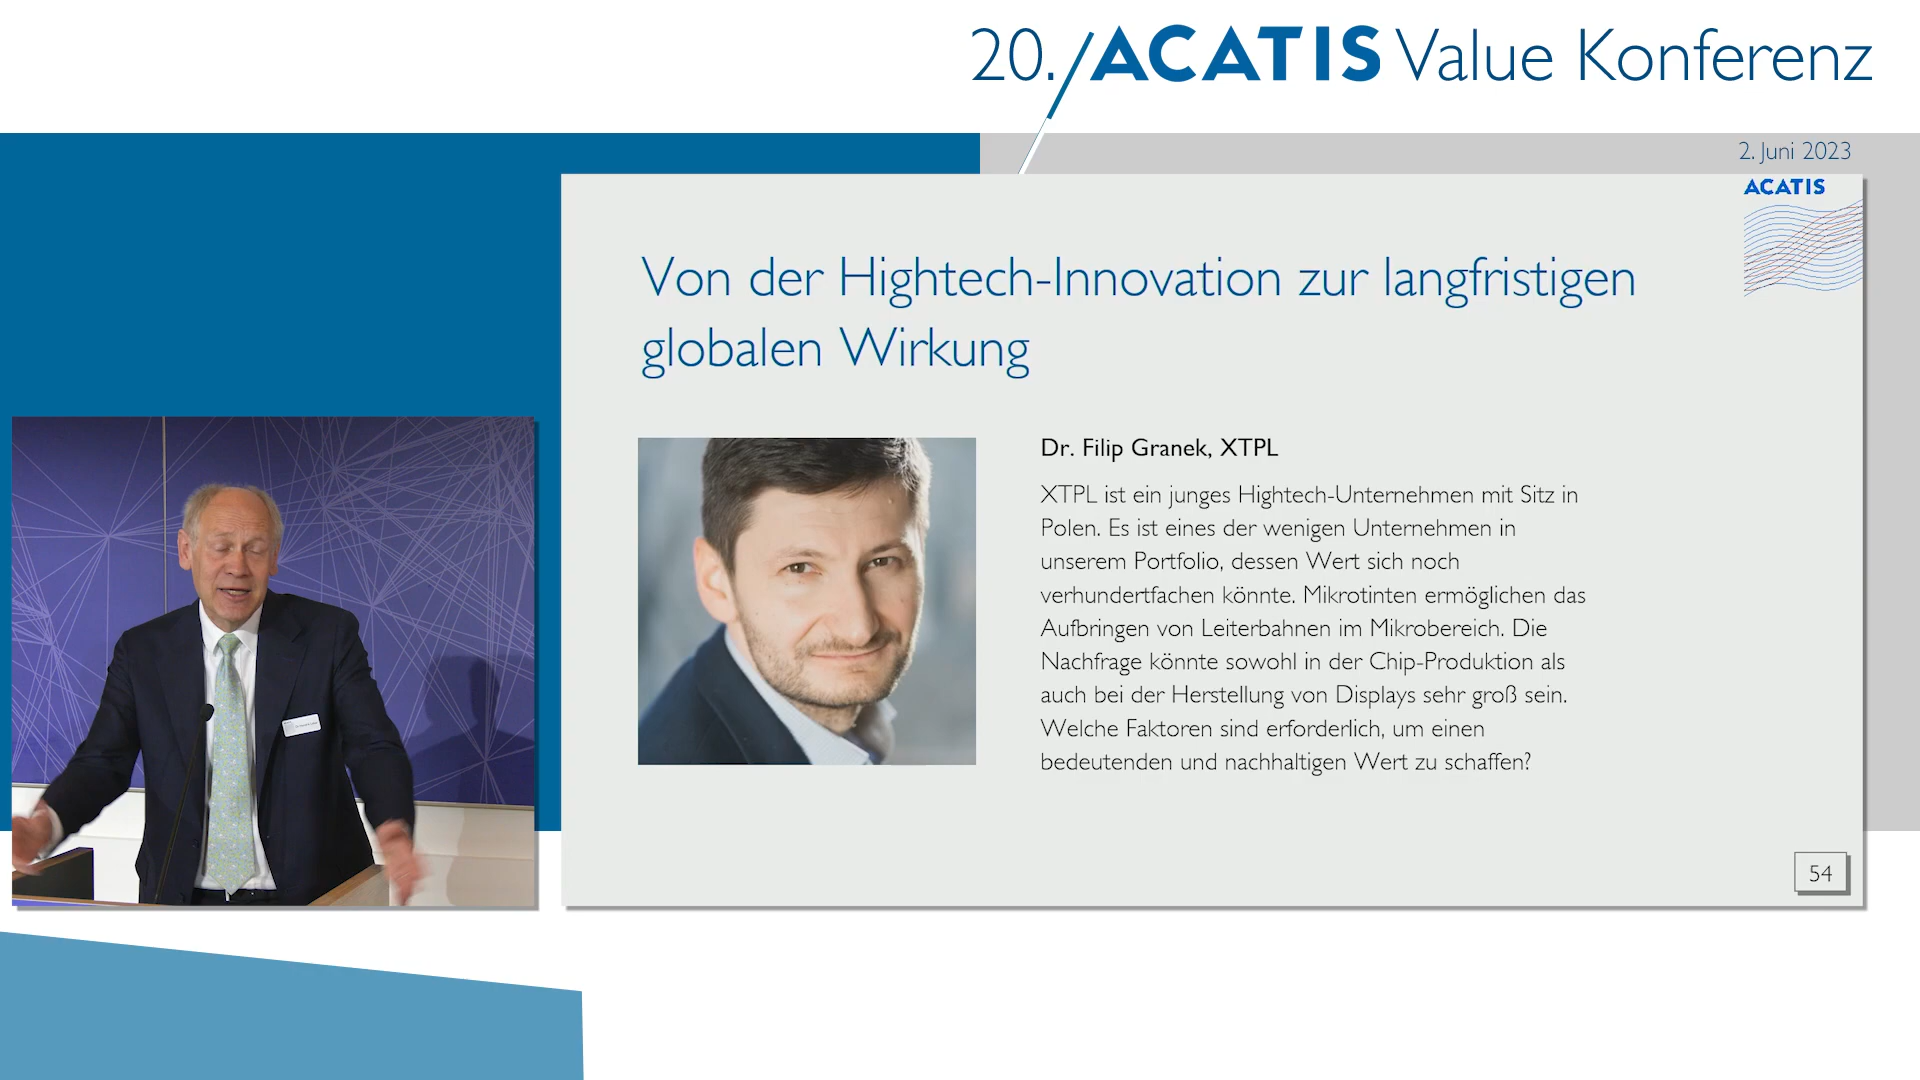 20. ACATIS Value Konferenz
2. Juni 2023
ACATIS
Von der Hightech-Innovation zur langfristigen
globalen Wirkung
Dr. Filip Granek, XTPL
XTPL ist ein junges Hightech-Unternehmen mit Sitz in
Polen. Es ist eines der wenigen Unternehmen in
unserem Portfolio, dessen Wert sich noch
verhundertfachen könnte. Mikrotinten ermöglichen das
Aufbringen von Leiterbahnen im Mikrobereich. Die
Nachfrage könnte sowohl in der Chip-Produktion als
auch bei der Herstellung von Displays sehr groß sein.
Welche Faktoren sind erforderlich, um einen
bedeutenden und nachhaltigen Wert zu schaffen?
54